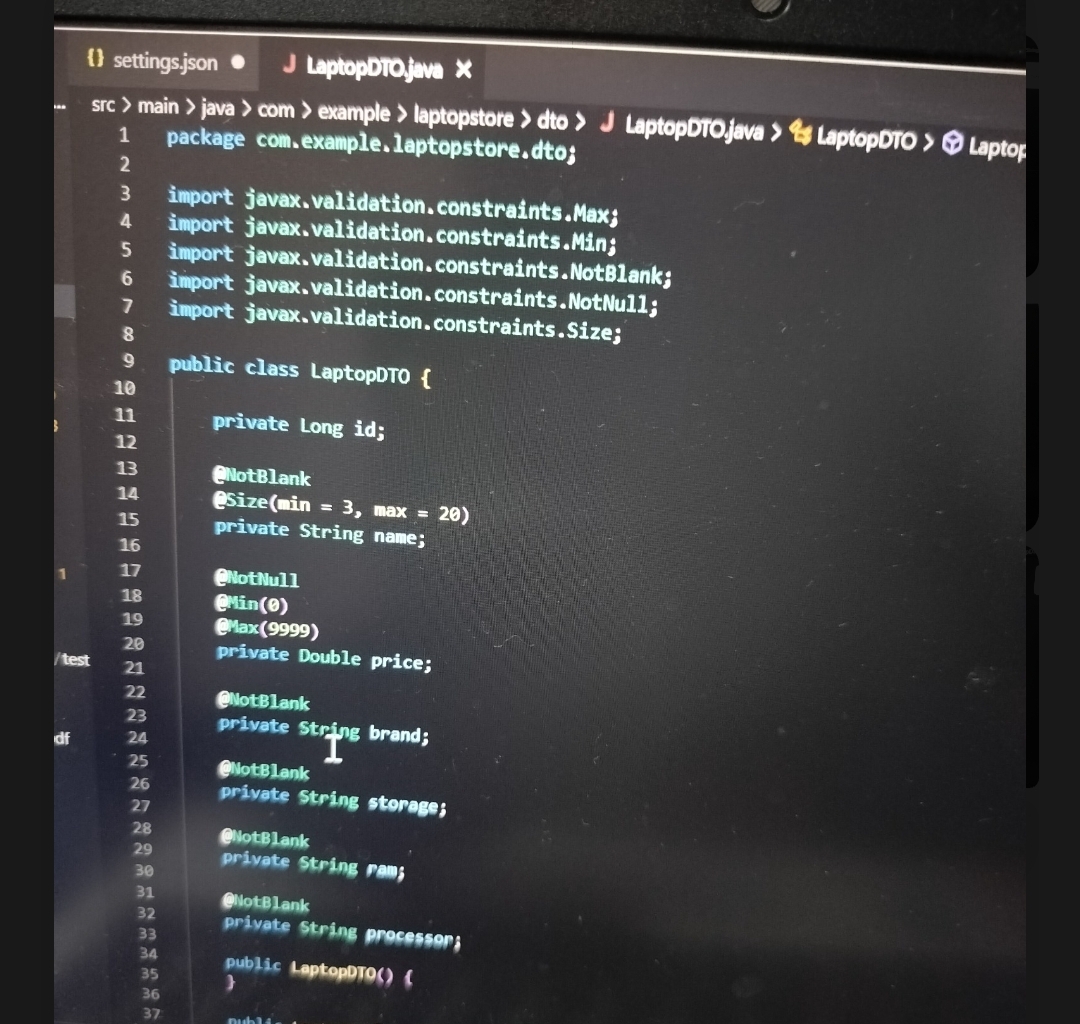 {} settings.json ● J LaptopDTO.java ✕
... src > main > java > com > example > laptopstore > dto > J LaptopDTO.java > LaptopDTO > Laptop
1 package com.example.laptopstore.dto;
2
3 import javax.validation.constraints.Max;
4 import javax.validation.constraints.Min;
5 import javax.validation.constraints.NotBlank;
6 import javax.validation.constraints.NotNull;
7 import javax.validation.constraints.Size;
8
9 public class LaptopDTO {
10
11 private Long id;
12
13 @NotBlank
14 @Size(min = 3, max = 20)
15 private String name;
16
17 @NotNull
18 @Min(0)
19 @Max(9999)
20 private Double price;
21
22 @NotBlank
23 private String brand;
24
25 @NotBlank
26 private String storage;
27
28 @NotBlank
29 private String ram;
30
31 @NotBlank
32 private String processor;
33
34 public LaptopDTO() {
35 }
36
37
1
/test
df